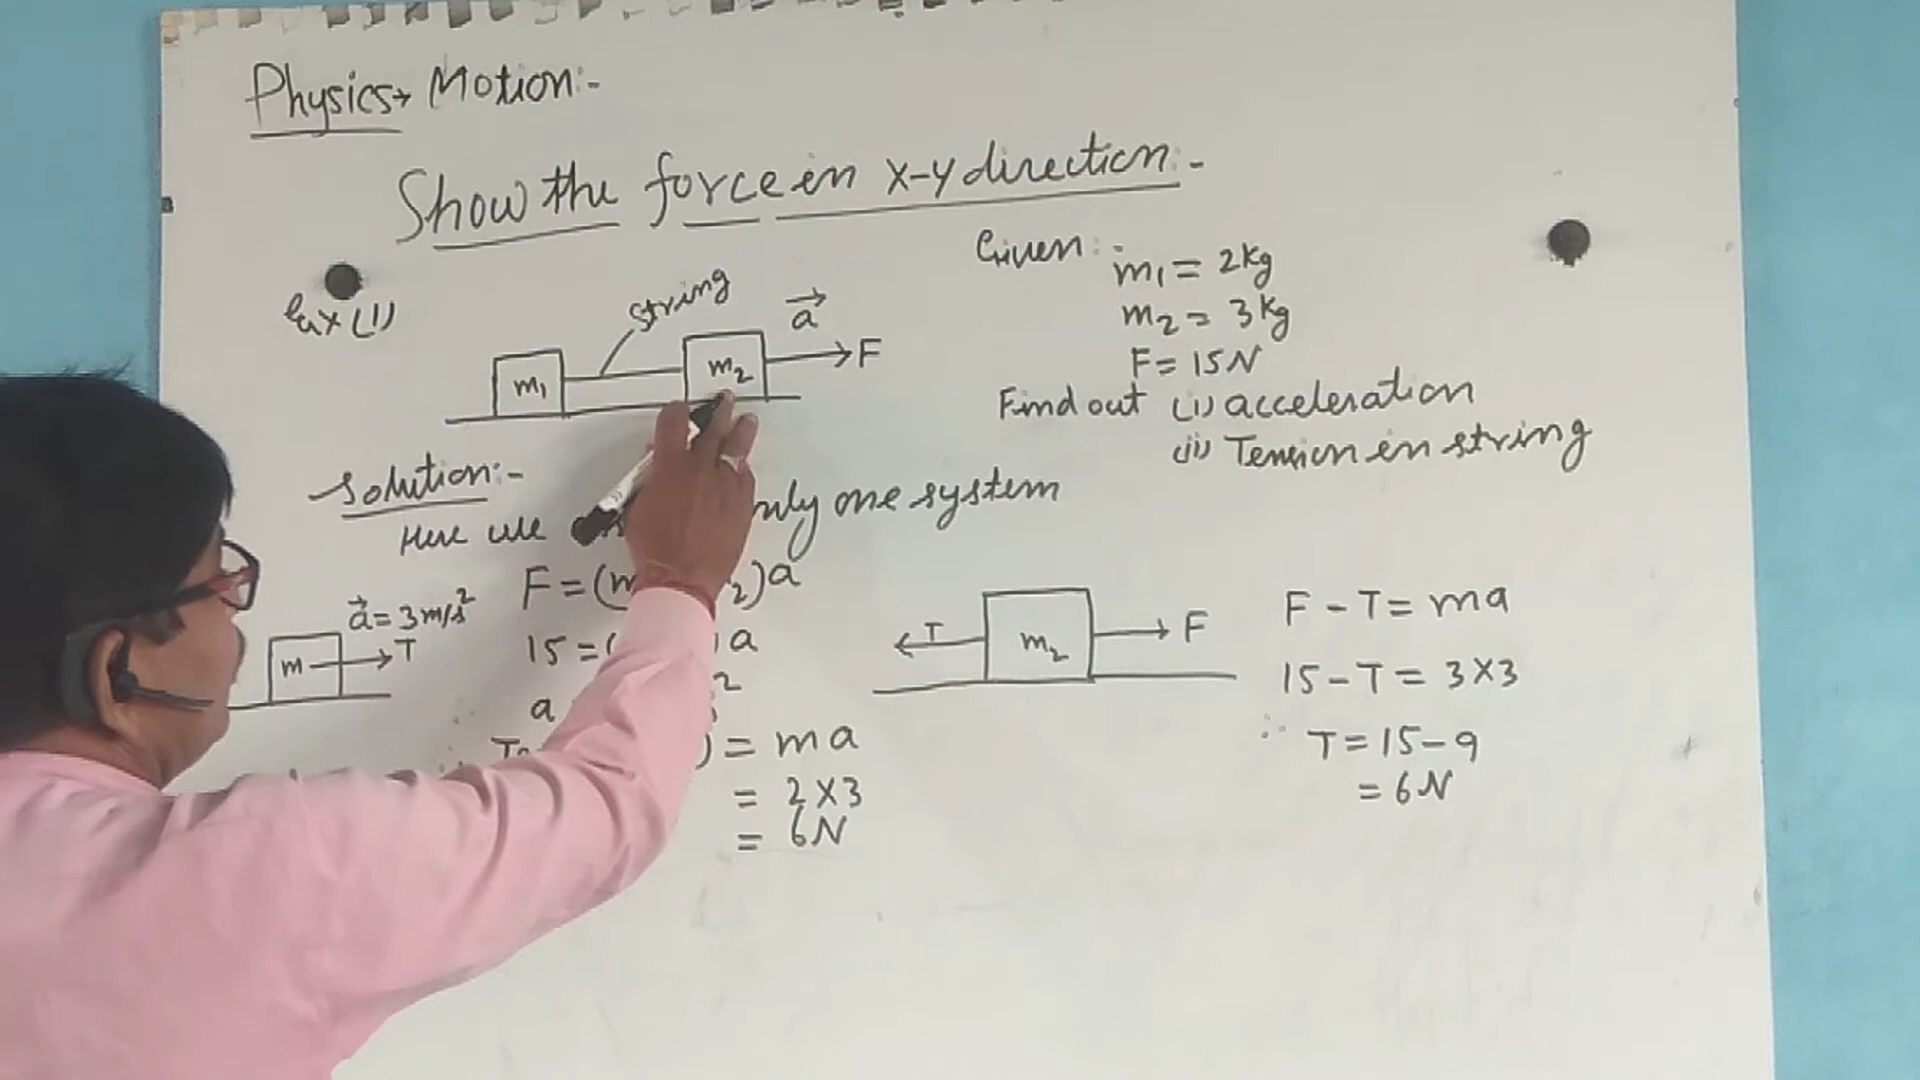 Physics→ Motion:-
Show the force in x-y direction:-
Ex (1)
string
a
m1
m2
F
Given:-
m1 = 2kg
m2 = 3kg
F = 15N
Find out (i) acceleration
(ii) Tension in string
Solution:-
Here we only one system
F = (m 2)a
15 = ( )a
a 2
a = 3m/s2
m
T
) = ma
= 2×3
= 6N
T
m2
F
F - T = ma
15 - T = 3×3
∴ T = 15-9
= 6N